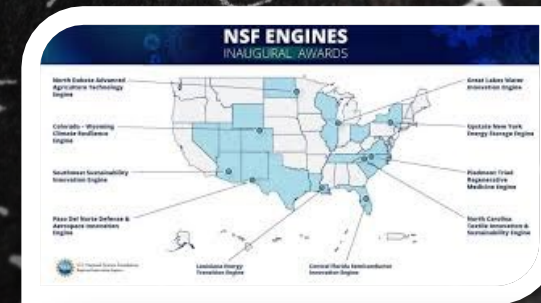 NSF ENGINES
INAUGURAL AWARDS
North Dakota Advanced
Agriculture Technology
Engine
Great Lakes Water
Innovation Engine
Colorado - Wyoming
Climate Resilience
Engine
Upstate New York
Energy Storage Engine
Southwest Sustainability
Innovation Engine
Piedmont Triad
Regenerative
Medicine Engine
Paso Del Norte Defense &
Aerospace Innovation
Engine
North Carolina
Textile Innovation &
Sustainability Engine
Louisiana Energy
Transition Engine
Central Florida Semiconductor
Innovation Engine
U.S. National Science Foundation